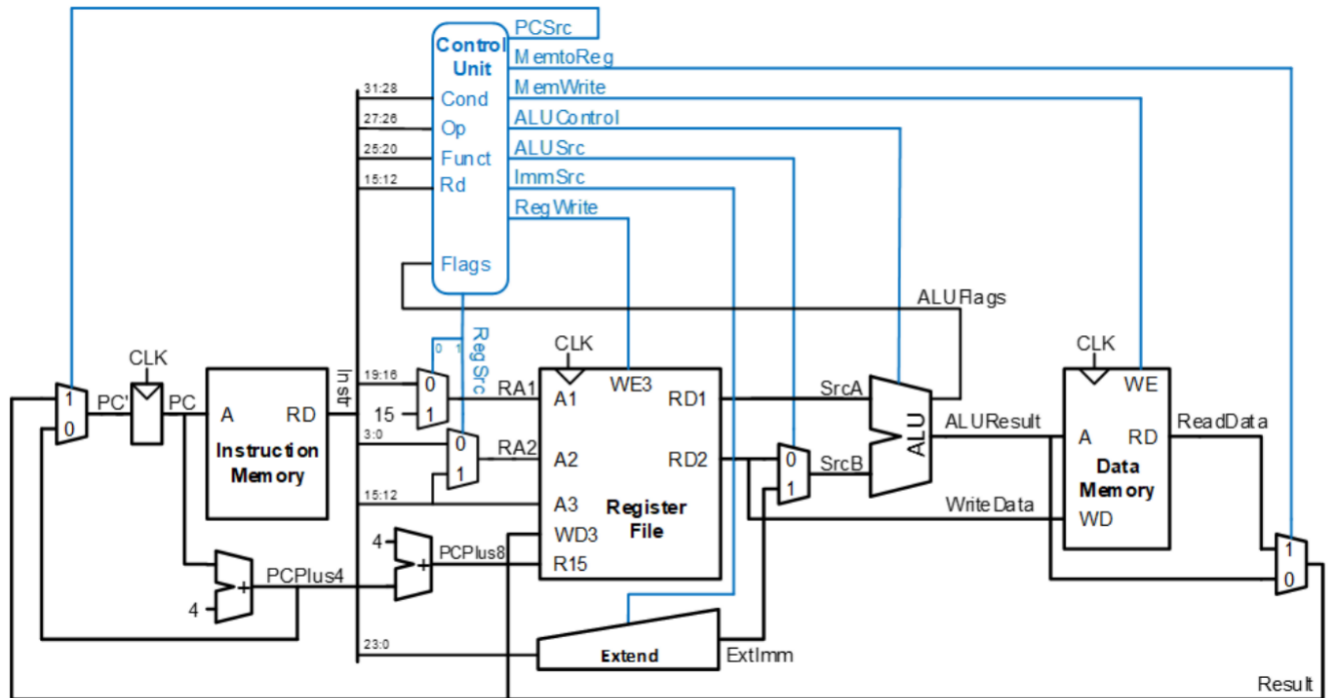 PCSrc
Control Unit
MemtoReg
MemWrite
31:28
Cond
ALUControl
27:26
Op
ALUSrc
25:20
Funct
ImmSrc
15:12
Rd
RegWrite
Flags
ALUFlags
RegSrc
0 1
CLK
CLK
CLK
Instr
19:16
0
1
15
RA1
A1
WE3
RD1
SrcA
1
0
PC'
PC
A
RD
Instruction Memory
3:0
0
1
RA2
A2
RD2
0
1
SrcB
ALU
ALUResult
A
RD
WE
ReadData
Data Memory
15:12
A3
Register File
WriteData
WD
WD3
4
+
PCPlus8
R15
1
0
+
4
PCPlus4
23:0
Extend
ExtImm
Result